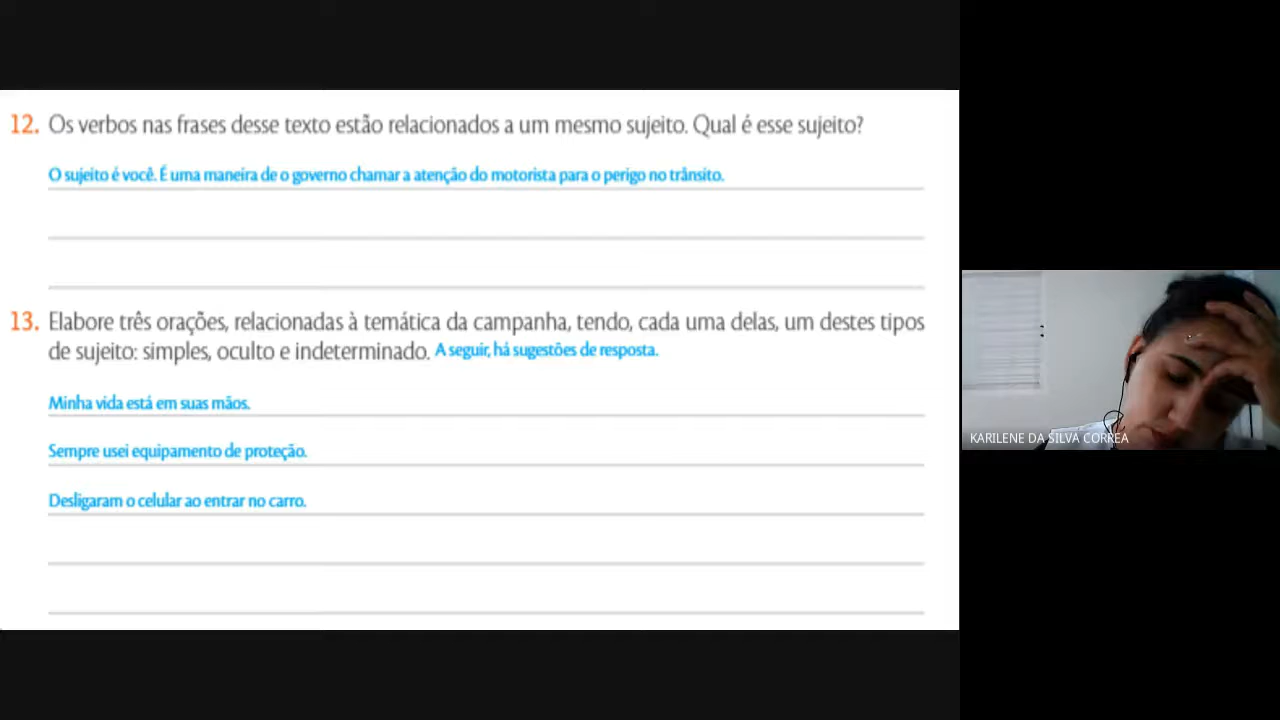 12. Os verbos nas frases desse texto estão relacionados a um mesmo sujeito. Qual é esse sujeito?
O sujeito é você. É uma maneira de o governo chamar a atenção do motorista para o perigo no trânsito.
13. Elabore três orações, relacionadas à temática da campanha, tendo, cada uma delas, um destes tipos
de sujeito: simples, oculto e indeterminado. A seguir, há sugestões de resposta.
Minha vida está em suas mãos.
Sempre usei equipamento de proteção.
Desligaram o celular ao entrar no carro.
KARILENE DA SILVA CORREA